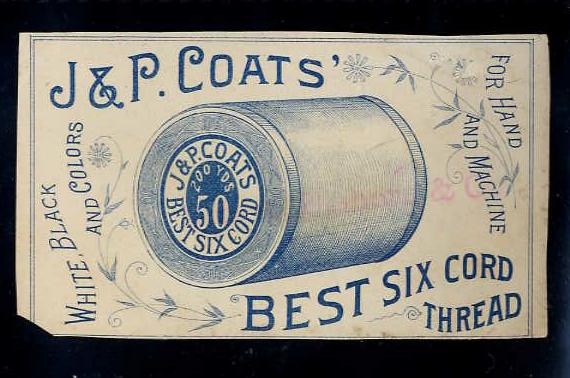 J & P. COATS'
FOR HAND
AND MACHINE
WHITE, BLACK
AND COLORS
J&P. COATS
200 YDS
50
BEST SIX CORD
BEST SIX CORD
THREAD